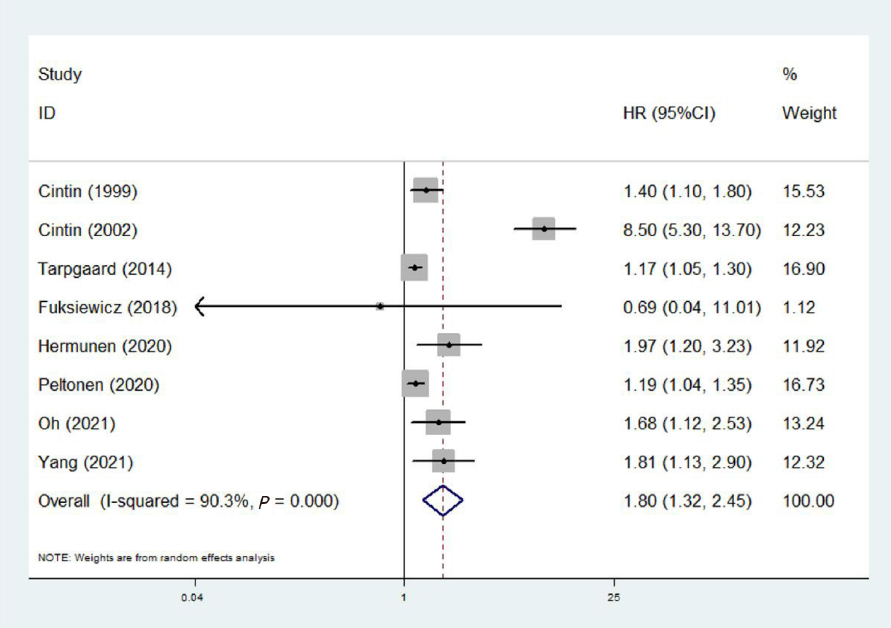 Study %
ID HR (95%CI) Weight
Cintin (1999) 1.40 (1.10, 1.80) 15.53
Cintin (2002) 8.50 (5.30, 13.70) 12.23
Tarpgaard (2014) 1.17 (1.05, 1.30) 16.90
Fuksiewicz (2018) 0.69 (0.04, 11.01) 1.12
Hermunen (2020) 1.97 (1.20, 3.23) 11.92
Peltonen (2020) 1.19 (1.04, 1.35) 16.73
Oh (2021) 1.68 (1.12, 2.53) 13.24
Yang (2021) 1.81 (1.13, 2.90) 12.32
Overall (I-squared = 90.3%, P = 0.000) 1.80 (1.32, 2.45) 100.00
NOTE: Weights are from random effects analysis
0.04 1 25